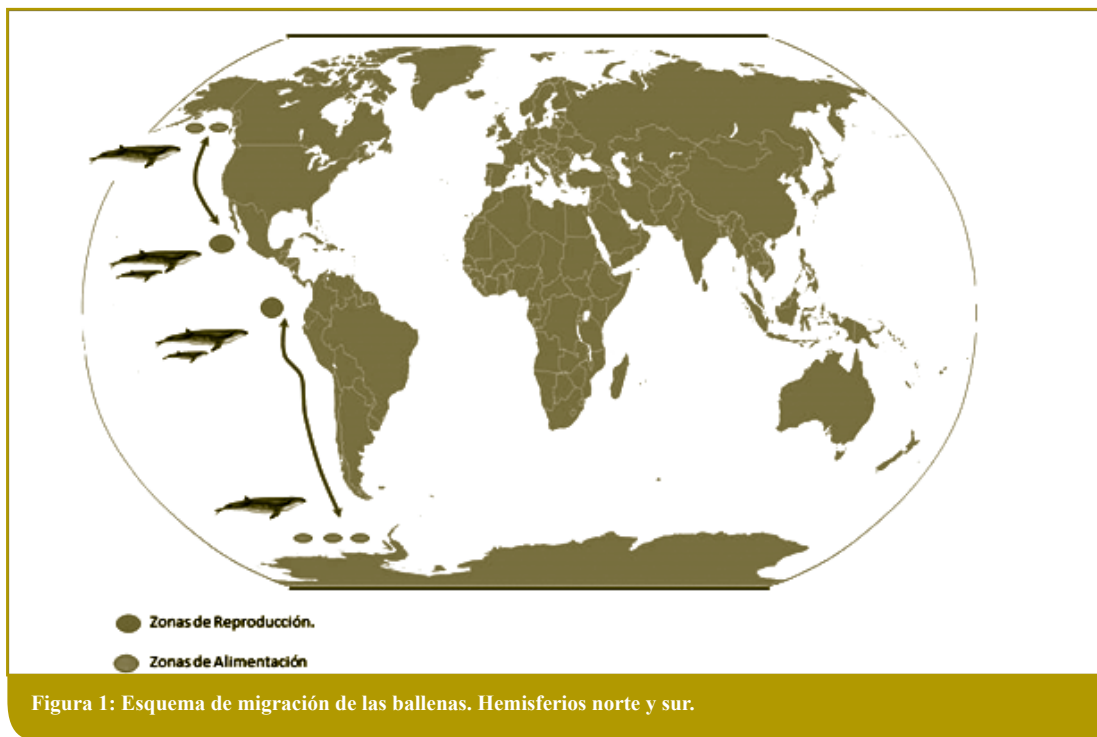 Zonas de Reproducción.
Zonas de Alimentación
Figura 1: Esquema de migración de las ballenas. Hemisferios norte y sur.